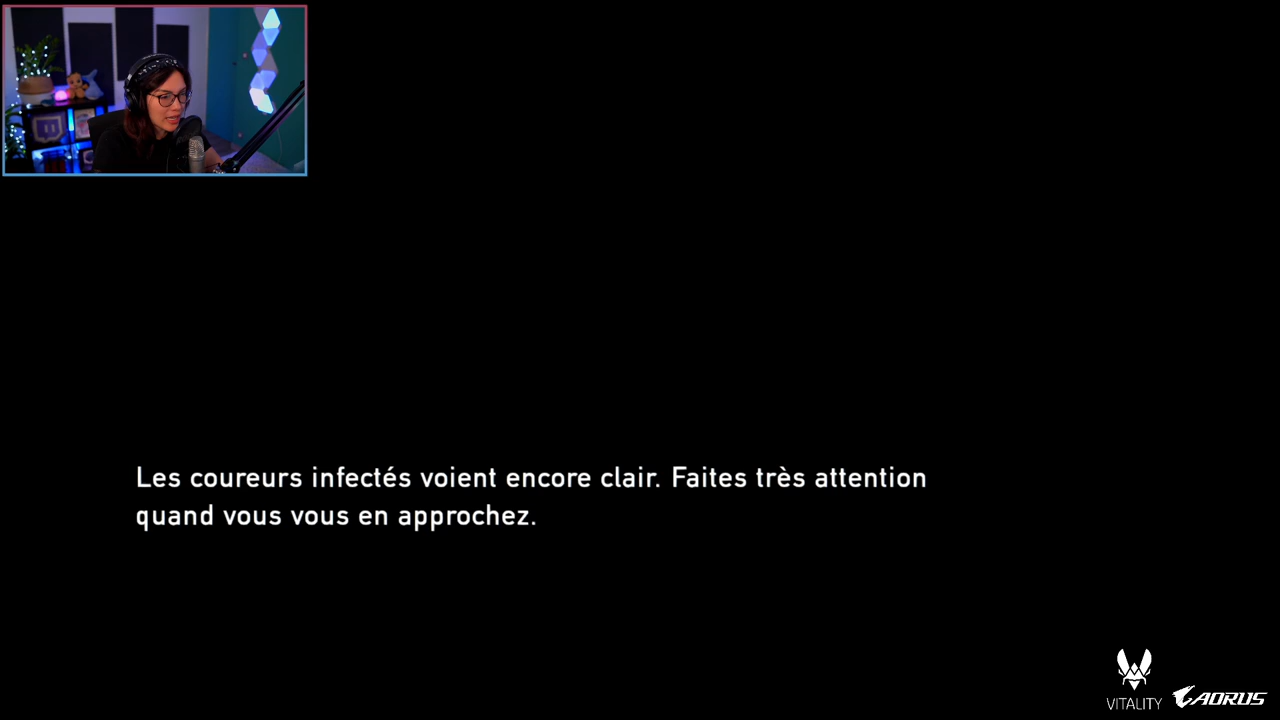 Les coureurs infectés voient encore clair. Faites très attention
quand vous vous en approchez.
VITALITY
AORUS